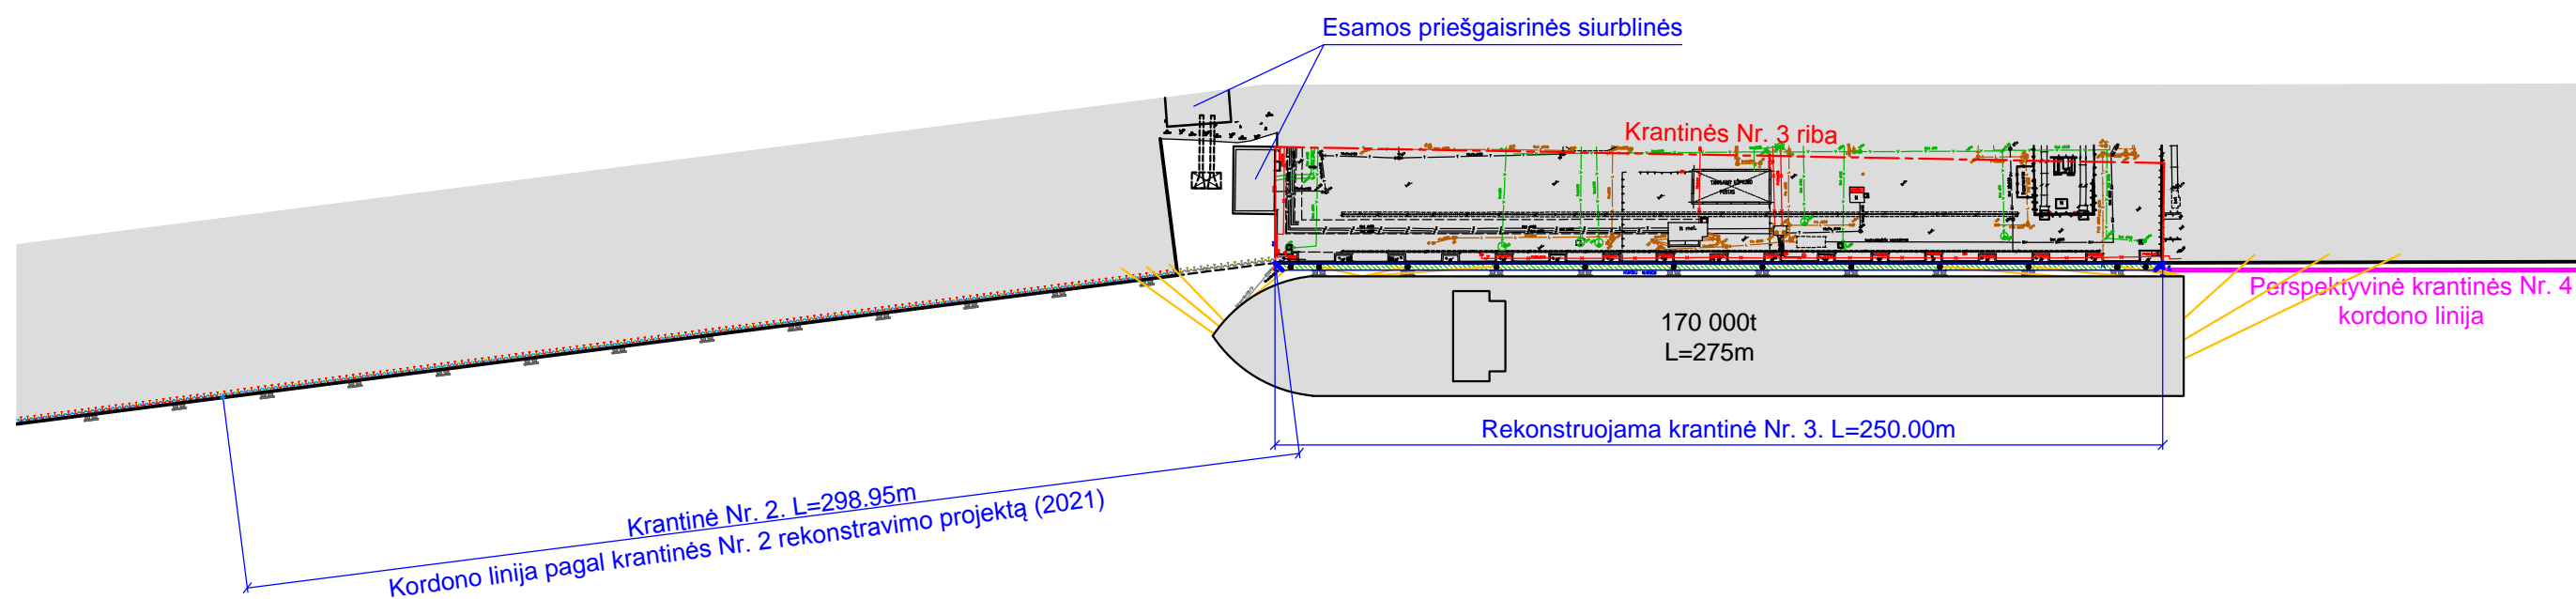 Esamos priešgaisrinės siurblinės
Krantinės Nr. 3 riba
Perspektyvinė krantinės Nr. 4
kordono linija
170 000t
L=275m
Rekonstruojama krantinė Nr. 3. L=250.00m
Krantinė Nr. 2. L=298.95m
Kordono linija pagal krantinės Nr. 2 rekonstravimo projektą (2021)